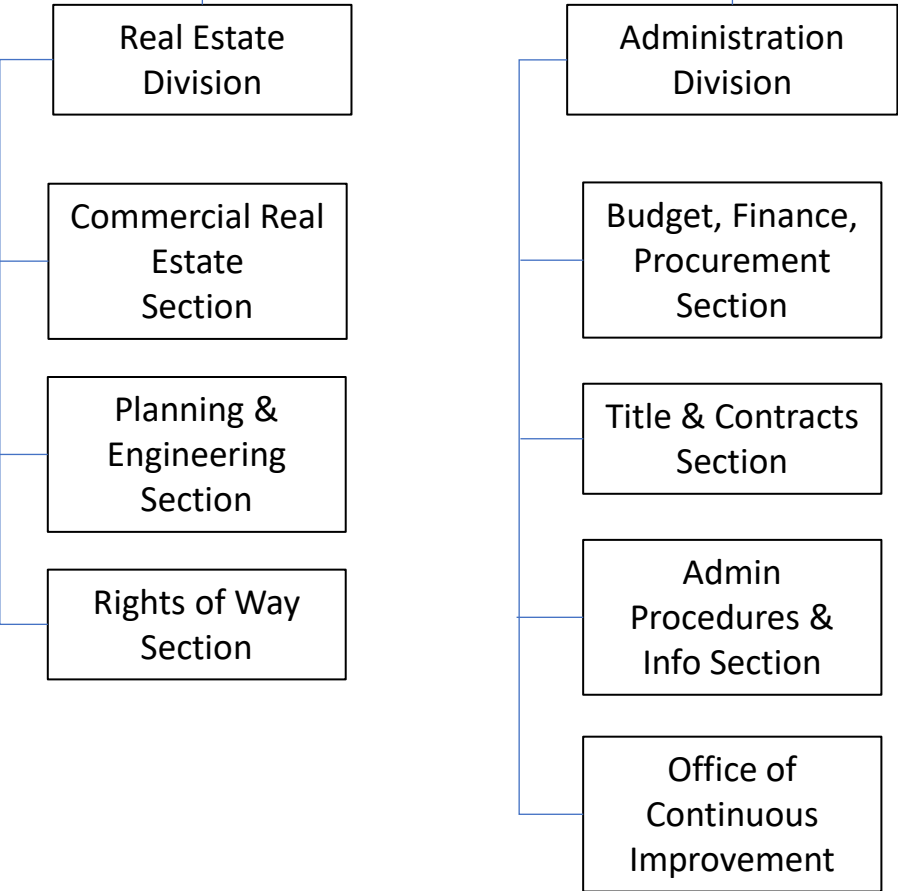 Real Estate
Division
Commercial Real
Estate
Section
Planning &
Engineering
Section
Rights of Way
Section
Administration
Division
Budget, Finance,
Procurement
Section
Title & Contracts
Section
Admin
Procedures &
Info Section
Office of
Continuous
Improvement